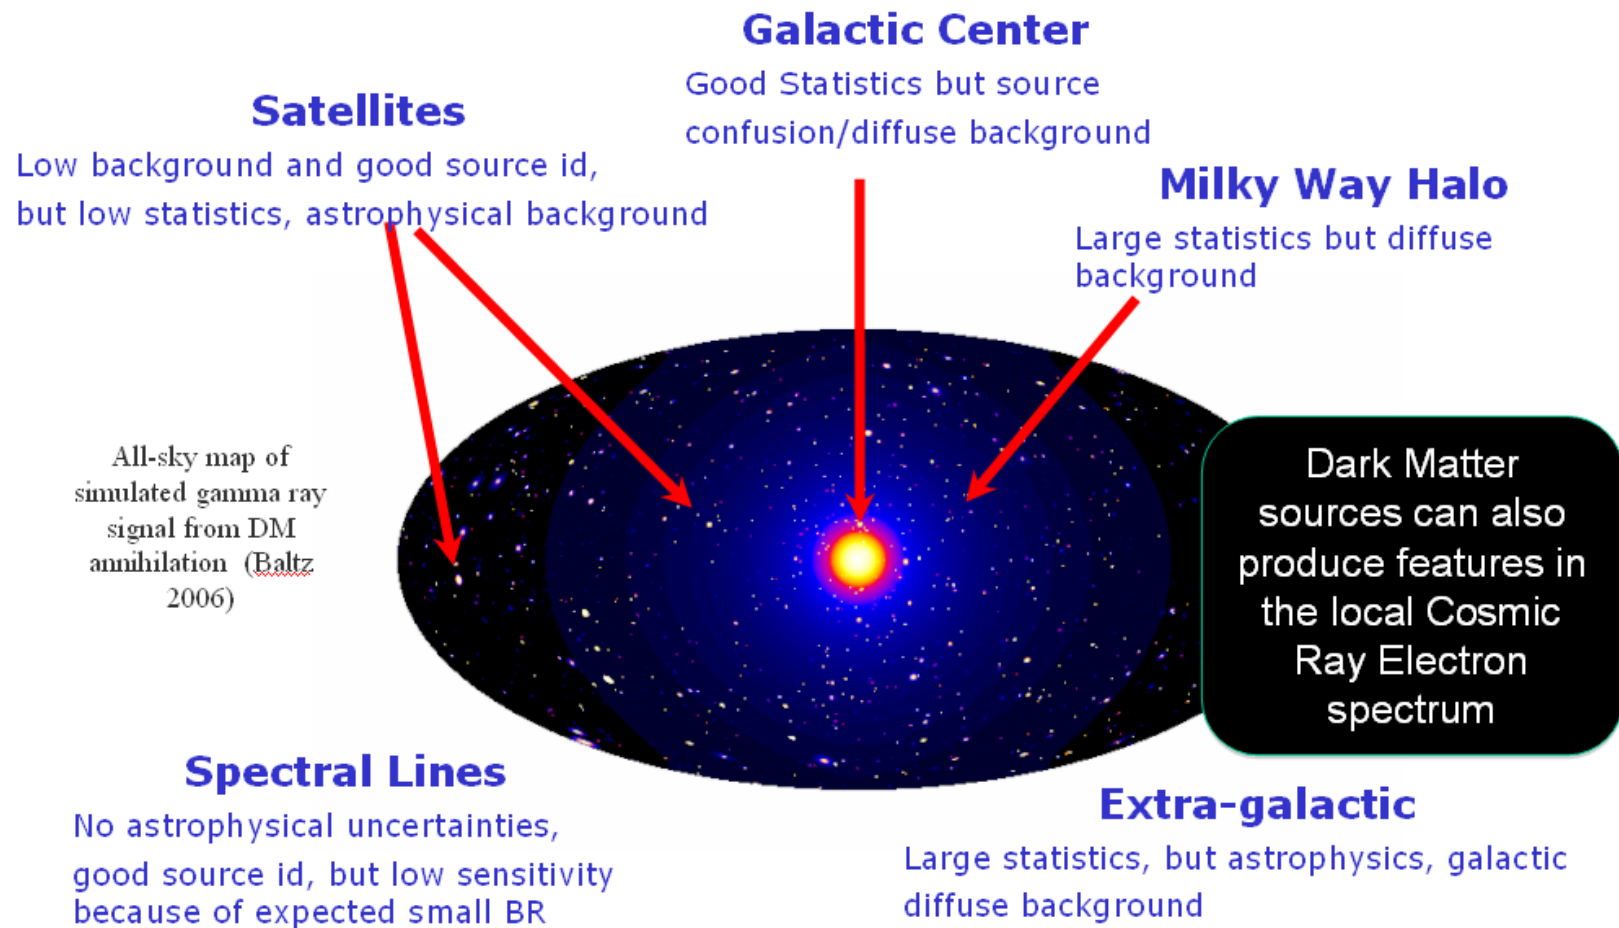 Galactic Center
Good Statistics but source
confusion/diffuse background
Satellites
Low background and good source id,
but low statistics, astrophysical background
Milky Way Halo
Large statistics but diffuse
background
All-sky map of
simulated gamma ray
signal from DM
annihilation (Baltz
2006)
Dark Matter
sources can also
produce features in
the local Cosmic
Ray Electron
spectrum
Spectral Lines
No astrophysical uncertainties,
good source id, but low sensitivity
because of expected small BR
Extra-galactic
Large statistics, but astrophysics, galactic
diffuse background